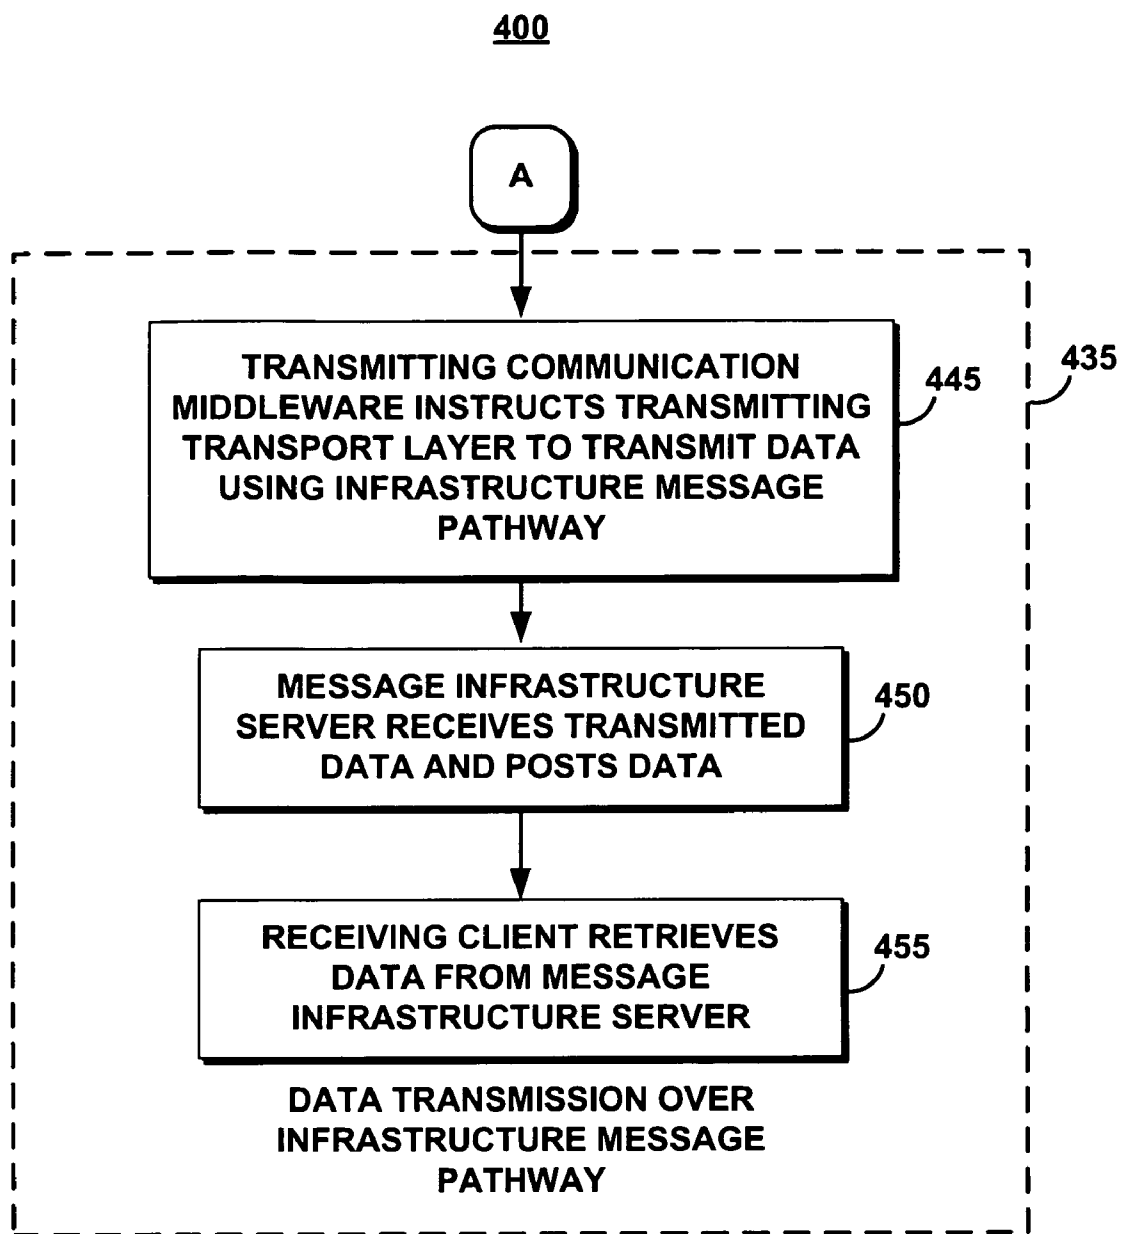 400
A
435
TRANSMITTING COMMUNICATION
MIDDLEWARE INSTRUCTS TRANSMITTING
TRANSPORT LAYER TO TRANSMIT DATA
USING INFRASTRUCTURE MESSAGE
PATHWAY
445
MESSAGE INFRASTRUCTURE
SERVER RECEIVES TRANSMITTED
DATA AND POSTS DATA
450
RECEIVING CLIENT RETRIEVES
DATA FROM MESSAGE
INFRASTRUCTURE SERVER
455
DATA TRANSMISSION OVER
INFRASTRUCTURE MESSAGE
PATHWAY